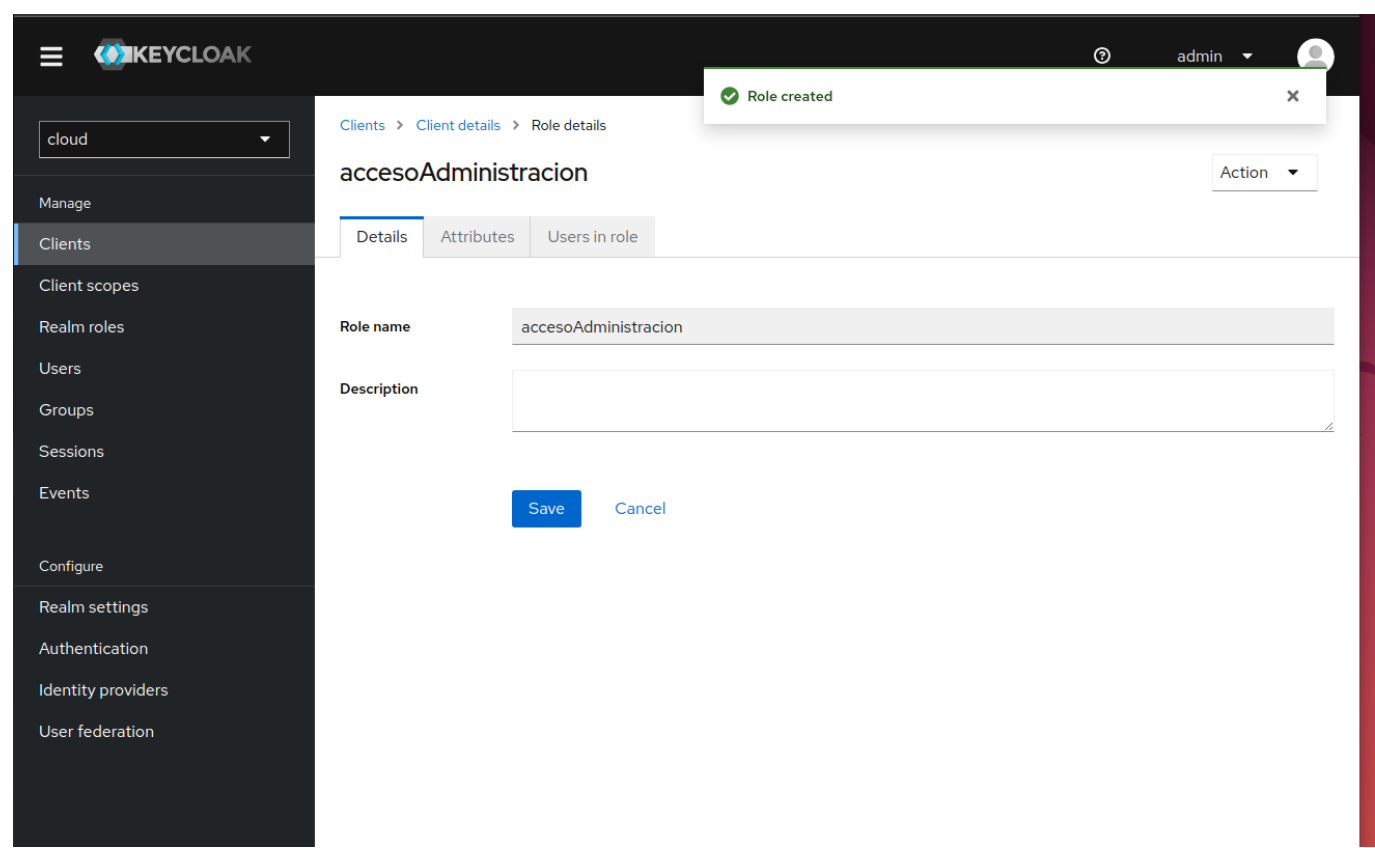 KEYCLOAK
admin
Role created
cloud
Manage
Clients
Client scopes
Realm roles
Users
Groups
Sessions
Events
Configure
Realm settings
Authentication
Identity providers
User federation
Clients > Client details > Role details
accesoAdministracion
Action
Details Attributes Users in role
Role name accesoAdministracion
Description
Save Cancel